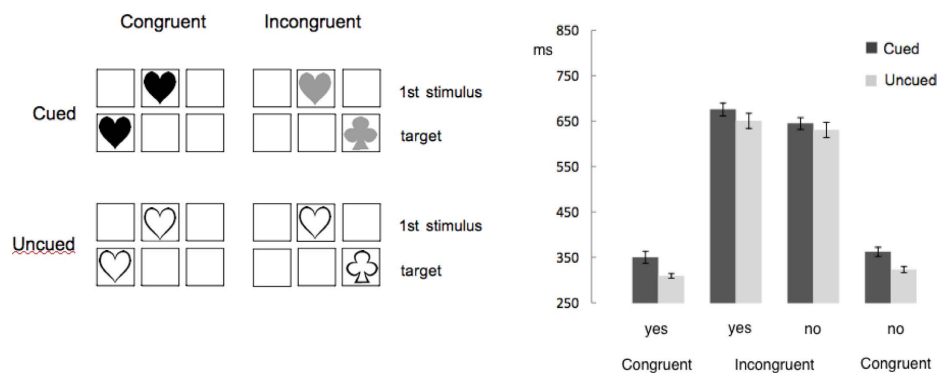 Congruent Incongruent
Cued
1st stimulus
target
Uncued
1st stimulus
target
850
ms
750
650
550
450
350
250
Cued
Uncued
yes yes no no
Congruent Incongruent Congruent